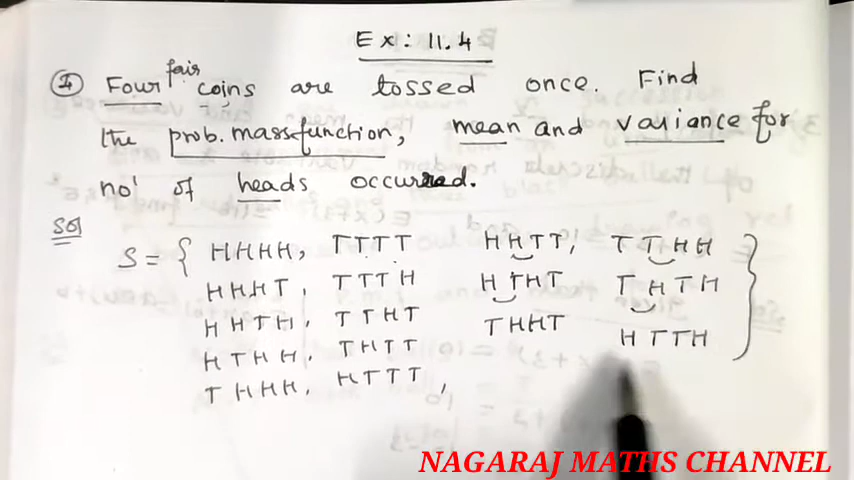 Ex: 11.4
④ Four fair coins are tossed once. Find
the prob. mass function, mean and variance for
no' of heads occurred.
Sol
S = { HHHH, TTTT HHTT, TTHH
HHHT, TTTH HTHT THTH
HHTH, TTHT THHT HTTH }
HTHH, THTT
THHH, HTTT,
NAGARAJ MATHS CHANNEL